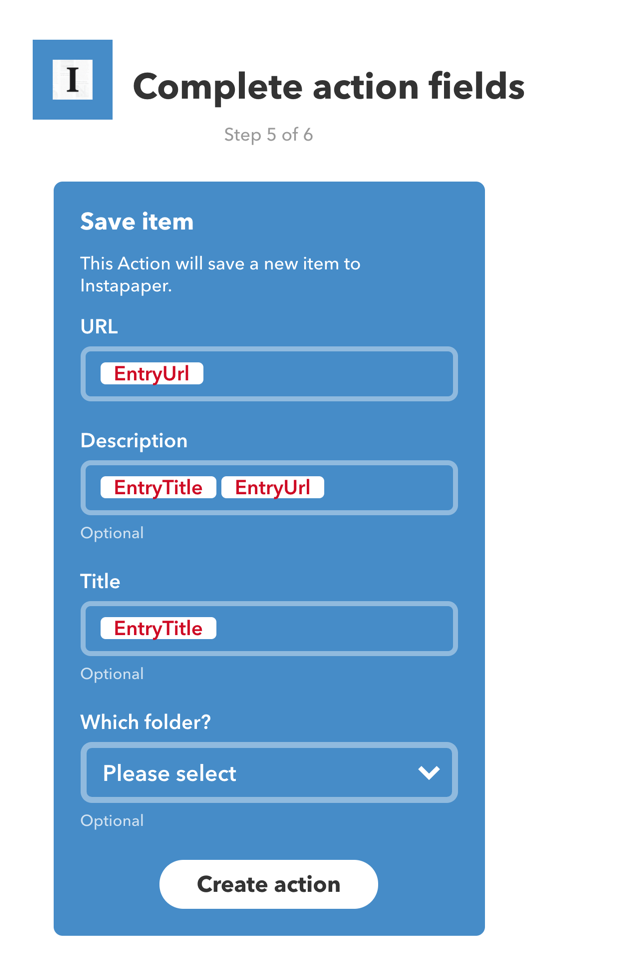 I
Complete action fields
Step 5 of 6
Save item
This Action will save a new item to
Instapaper.
URL
EntryUrl
Description
EntryTitle EntryUrl
Optional
Title
EntryTitle
Optional
Which folder?
Please select
Optional
Create action